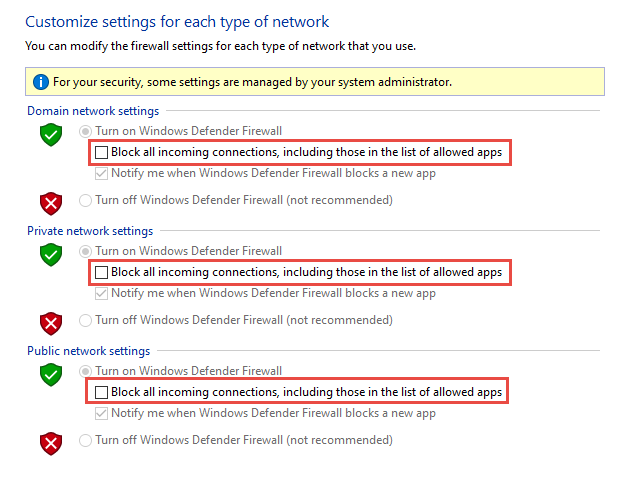 Customize settings for each type of network
You can modify the firewall settings for each type of network that you use.
For your security, some settings are managed by your system administrator.
Domain network settings
Turn on Windows Defender Firewall
Block all incoming connections, including those in the list of allowed apps
Notify me when Windows Defender Firewall blocks a new app
Turn off Windows Defender Firewall (not recommended)
Private network settings
Turn on Windows Defender Firewall
Block all incoming connections, including those in the list of allowed apps
Notify me when Windows Defender Firewall blocks a new app
Turn off Windows Defender Firewall (not recommended)
Public network settings
Turn on Windows Defender Firewall
Block all incoming connections, including those in the list of allowed apps
Notify me when Windows Defender Firewall blocks a new app
Turn off Windows Defender Firewall (not recommended)